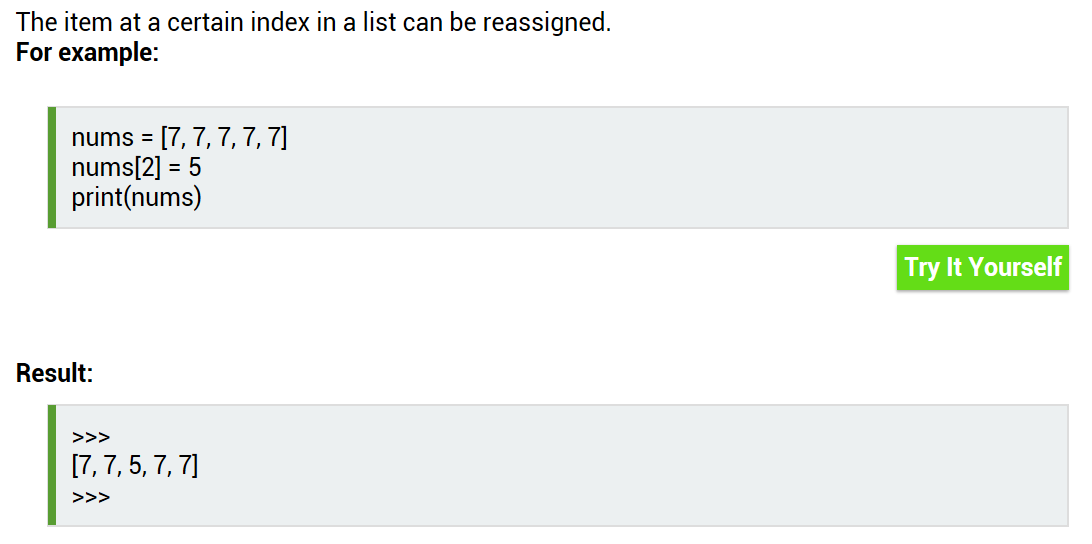 The item at a certain index in a list can be reassigned.
For example:
nums = [7, 7, 7, 7, 7]
nums[2] = 5
print(nums)
Try It Yourself
Result:
>>>
[7, 7, 5, 7, 7]
>>>